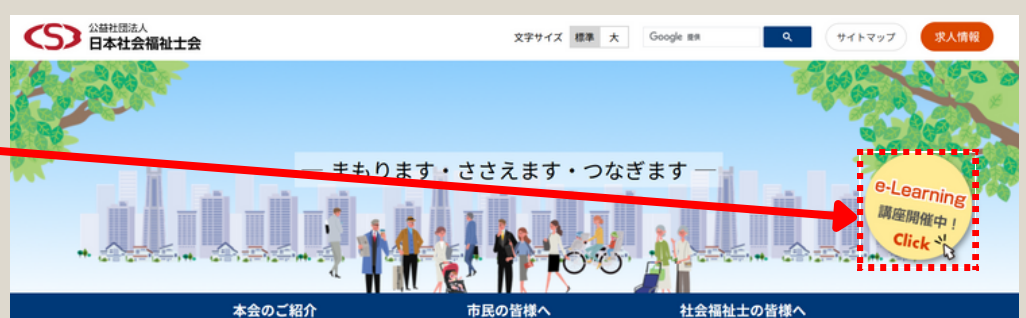 公益社団法人
日本社会福祉士会
文字サイズ 標準 大
Google 提供
サイトマップ
求人情報
― まもります・ささえます・つなぎます ―
e-Learning
講座開催中！
Click
本会のご紹介
市民の皆様へ
社会福祉士の皆様へ